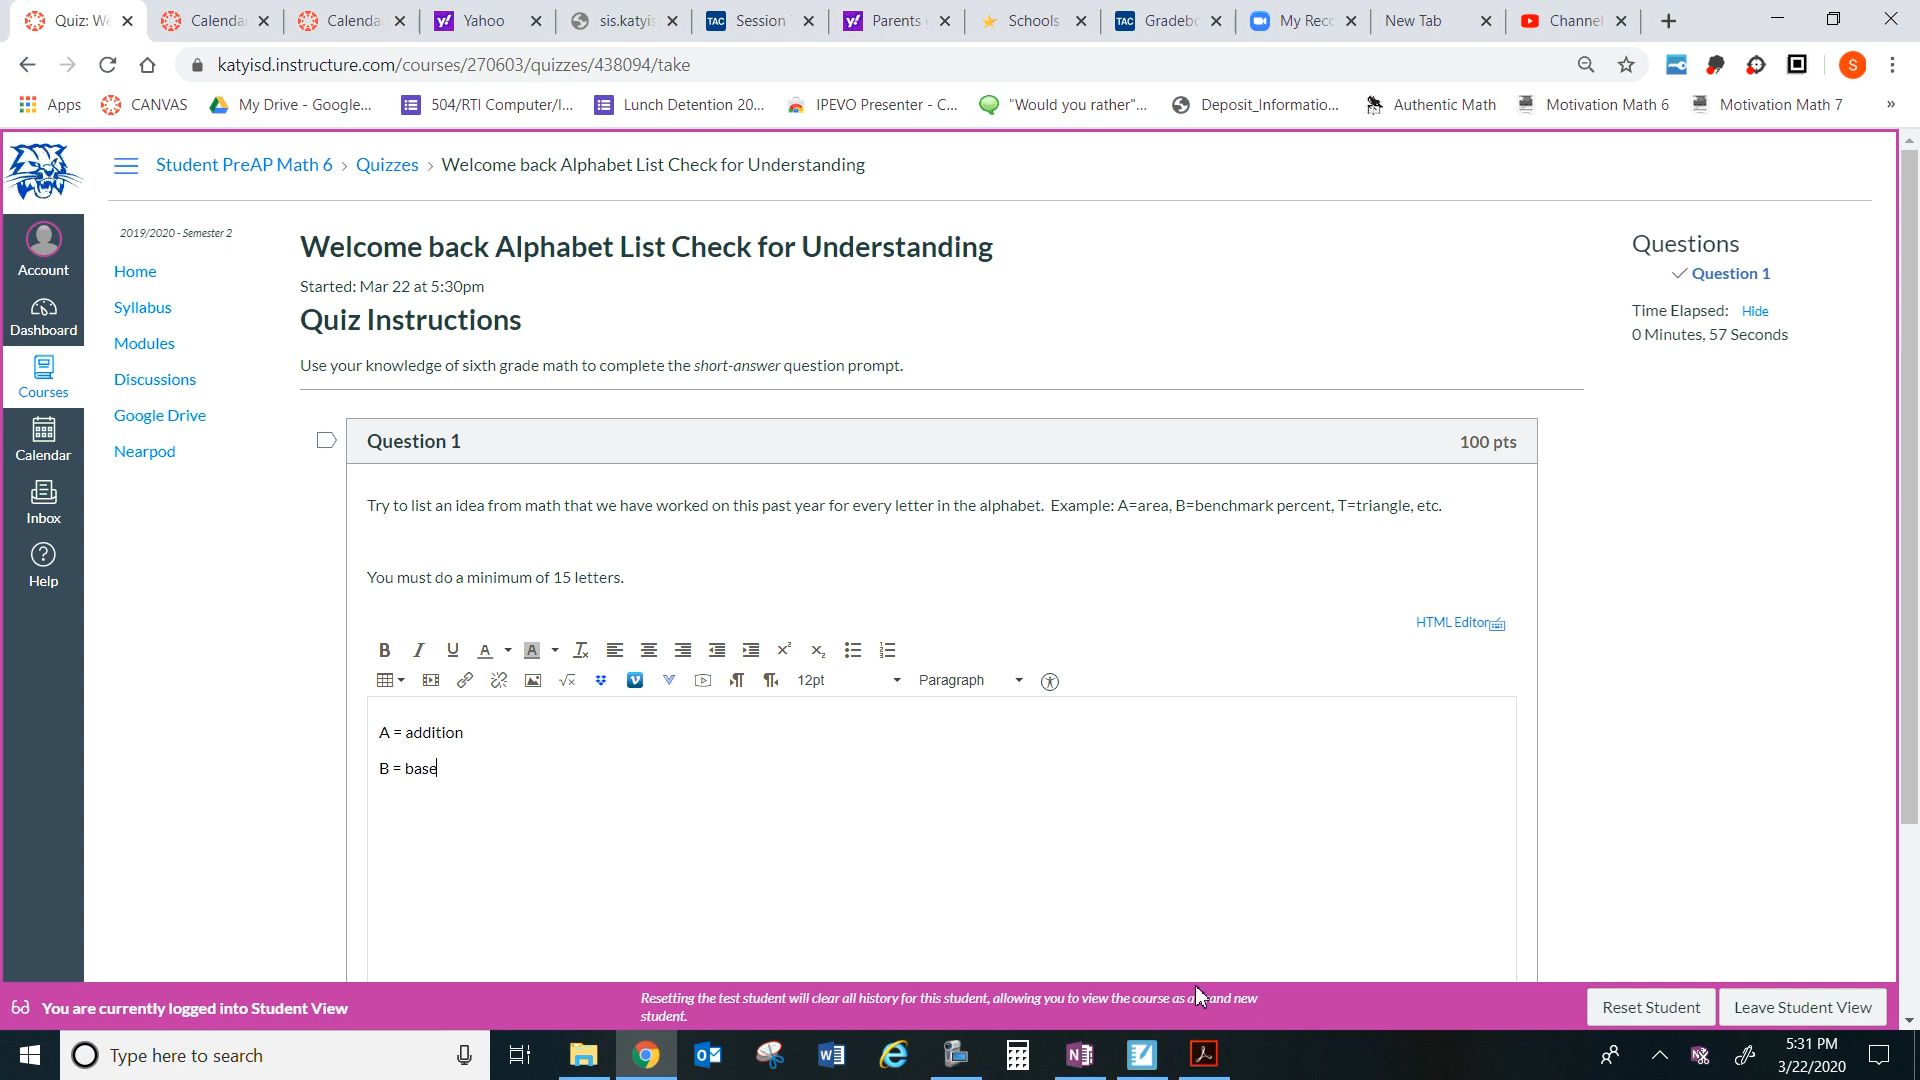 Quiz: We
Calenda
Calenda
Yahoo
sis.katyis
TAC Session
Parents
Schools
TAC Gradeb
My Rec
New Tab
Channel
katyisd.instructure.com/courses/270603/quizzes/438094/take
S
Apps
CANVAS
My Drive - Google...
504/RTI Computer/I...
Lunch Detention 20...
IPEVO Presenter - C...
"Would you rather"...
Deposit_Informatio...
Authentic Math
Motivation Math 6
Motivation Math 7
»
Student PreAP Math 6 > Quizzes > Welcome back Alphabet List Check for Understanding
Account
Dashboard
Courses
Calendar
Inbox
Help
2019/2020 - Semester 2
Home
Syllabus
Modules
Discussions
Google Drive
Nearpod
Welcome back Alphabet List Check for Understanding
Started: Mar 22 at 5:30pm
Quiz Instructions
Use your knowledge of sixth grade math to complete the short-answer question prompt.
Questions
Question 1
Time Elapsed: Hide
0 Minutes, 57 Seconds
Question 1
100 pts
Try to list an idea from math that we have worked on this past year for every letter in the alphabet. Example: A=area, B=benchmark percent, T=triangle, etc.
You must do a minimum of 15 letters.
HTML Editor
12pt
Paragraph
A = addition
B = base
You are currently logged into Student View
Resetting the test student will clear all history for this student, allowing you to view the course as a brand new
student.
Reset Student
Leave Student View
Type here to search
5:31 PM
3/22/2020